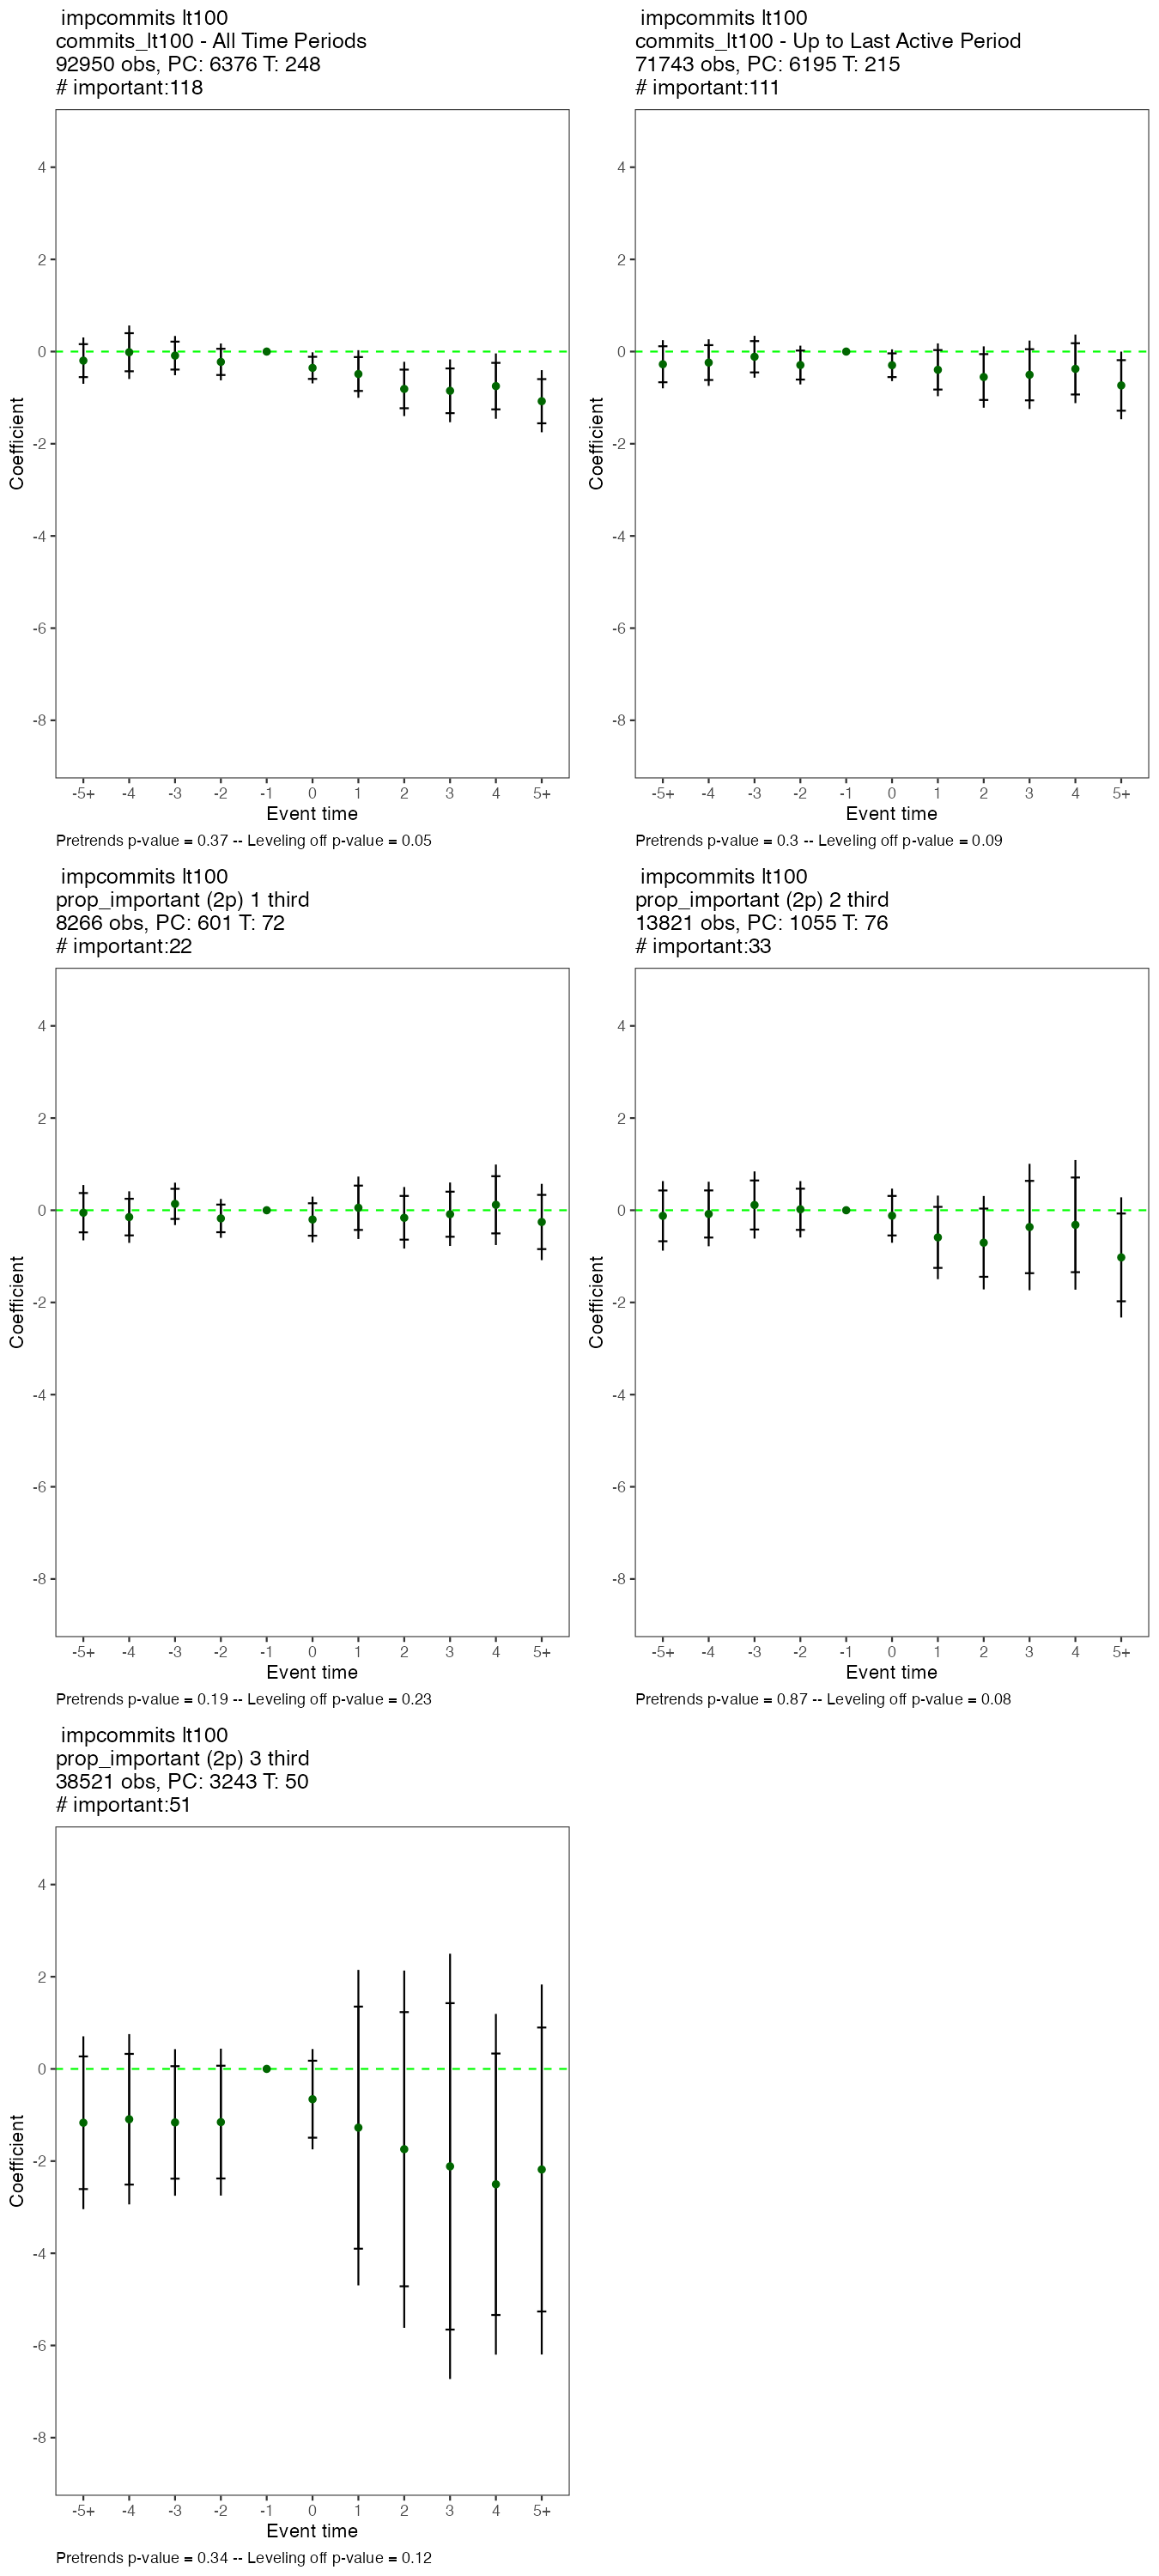 impcommits lt100
commits_lt100 - All Time Periods
92950 obs, PC: 6376 T: 248
# important:118
4
2
0
-2
-4
-6
-8
Coefficient
-5+ -4 -3 -2 -1 0 1 2 3 4 5+
Event time
Pretrends p-value = 0.37 -- Leveling off p-value = 0.05
impcommits lt100
commits_lt100 - Up to Last Active Period
71743 obs, PC: 6195 T: 215
# important:111
4
2
0
-2
-4
-6
-8
Coefficient
-5+ -4 -3 -2 -1 0 1 2 3 4 5+
Event time
Pretrends p-value = 0.3 -- Leveling off p-value = 0.09
impcommits lt100
prop_important (2p) 1 third
8266 obs, PC: 601 T: 72
# important:22
4
2
0
-2
-4
-6
-8
Coefficient
-5+ -4 -3 -2 -1 0 1 2 3 4 5+
Event time
Pretrends p-value = 0.19 -- Leveling off p-value = 0.23
impcommits lt100
prop_important (2p) 2 third
13821 obs, PC: 1055 T: 76
# important:33
4
2
0
-2
-4
-6
-8
Coefficient
-5+ -4 -3 -2 -1 0 1 2 3 4 5+
Event time
Pretrends p-value = 0.87 -- Leveling off p-value = 0.08
impcommits lt100
prop_important (2p) 3 third
38521 obs, PC: 3243 T: 50
# important:51
4
2
0
-2
-4
-6
-8
Coefficient
-5+ -4 -3 -2 -1 0 1 2 3 4 5+
Event time
Pretrends p-value = 0.34 -- Leveling off p-value = 0.12